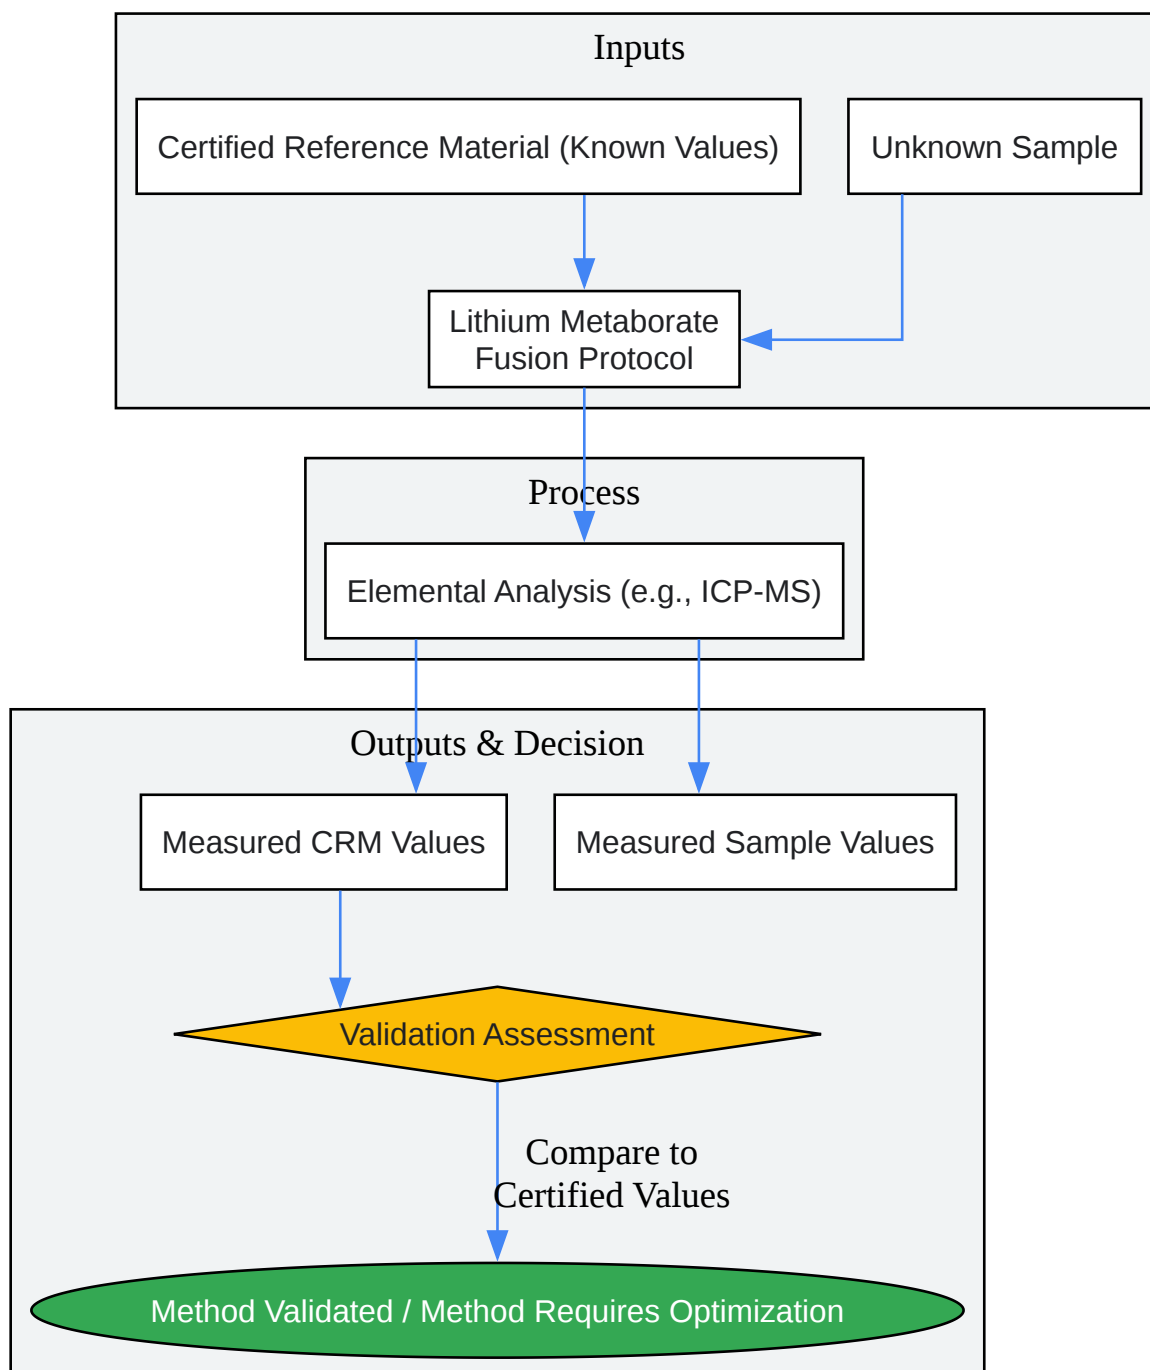 Inputs
Certified Reference Material (Known Values)
Unknown Sample
Lithium Metaborate
Fusion Protocol
Process
Elemental Analysis (e.g., ICP-MS)
Outputs & Decision
Measured CRM Values
Measured Sample Values
Validation Assessment
Compare to
Certified Values
Method Validated / Method Requires Optimization